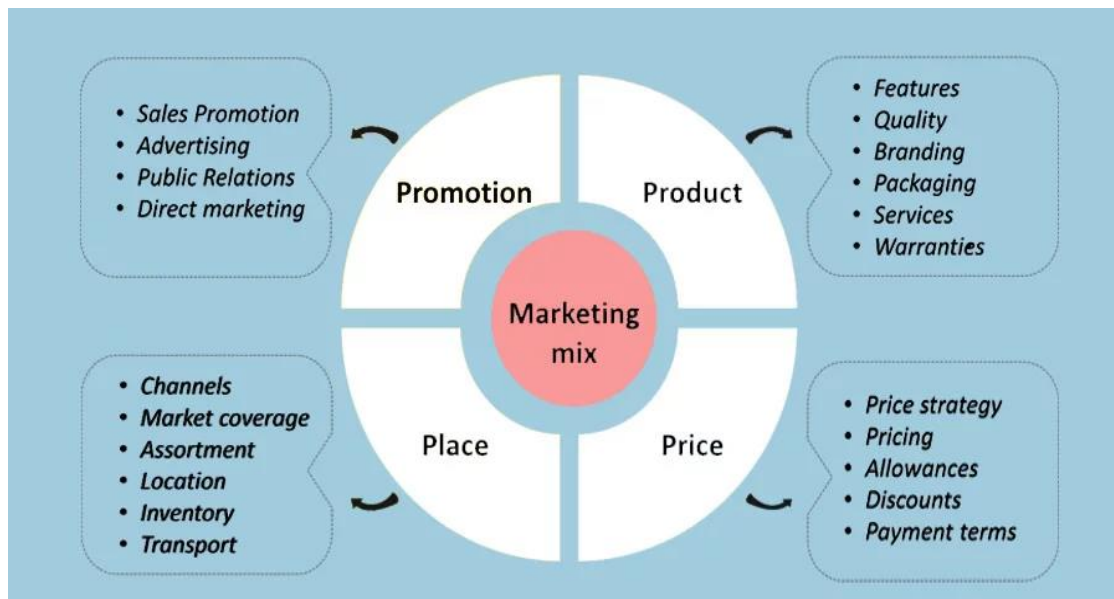 • Sales Promotion
• Advertising
• Public Relations
• Direct marketing
Promotion
Product
• Features
• Quality
• Branding
• Packaging
• Services
• Warranties
Marketing
mix
• Channels
• Market coverage
• Assortment
• Location
• Inventory
• Transport
Place
Price
• Price strategy
• Pricing
• Allowances
• Discounts
• Payment terms